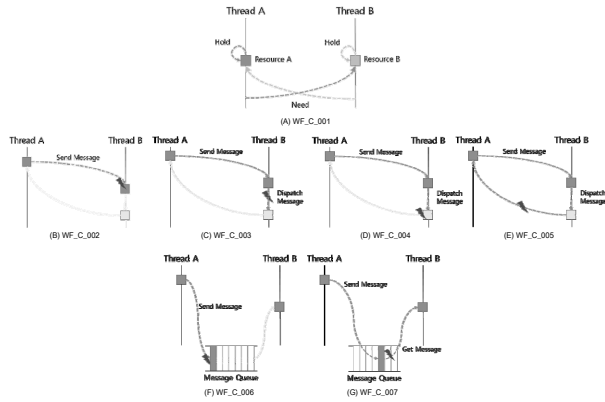 Thread A Thread B
Hold Hold
Resource A Resource B
Need
(A) WF_C_001
Thread A Thread B Thread A Thread B Thread A Thread B Thread A Thread B
Send Message Send Message Send Message Send Message
Dispatch Message Dispatch Message Dispatch Message
(B) WF_C_002 (C) WF_C_003 (D) WF_C_004 (E) WF_C_005
Thread A Thread B Thread A Thread B
Send Message Send Message
Get Message
Message Queue Message Queue
(F) WF_C_006 (G) WF_C_007